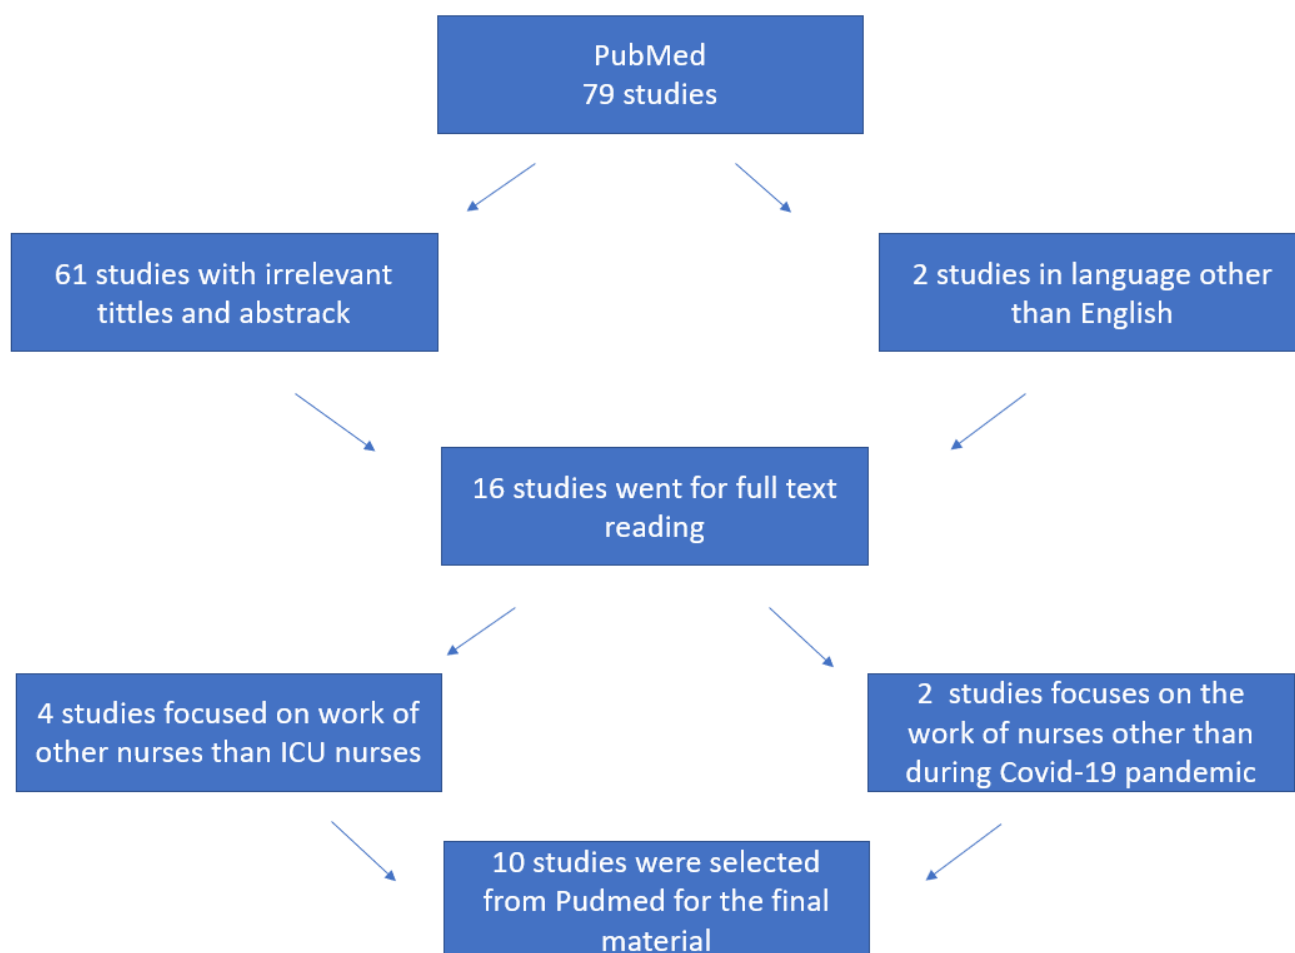 PubMed
79 studies
61 studies with irrelevant
tittles and abstrack
2 studies in language other
than English
16 studies went for full text
reading
4 studies focused on work of
other nurses than ICU nurses
2  studies focuses on the
work of nurses other than
during Covid-19 pandemic
10 studies were selected
from Pudmed for the final
material